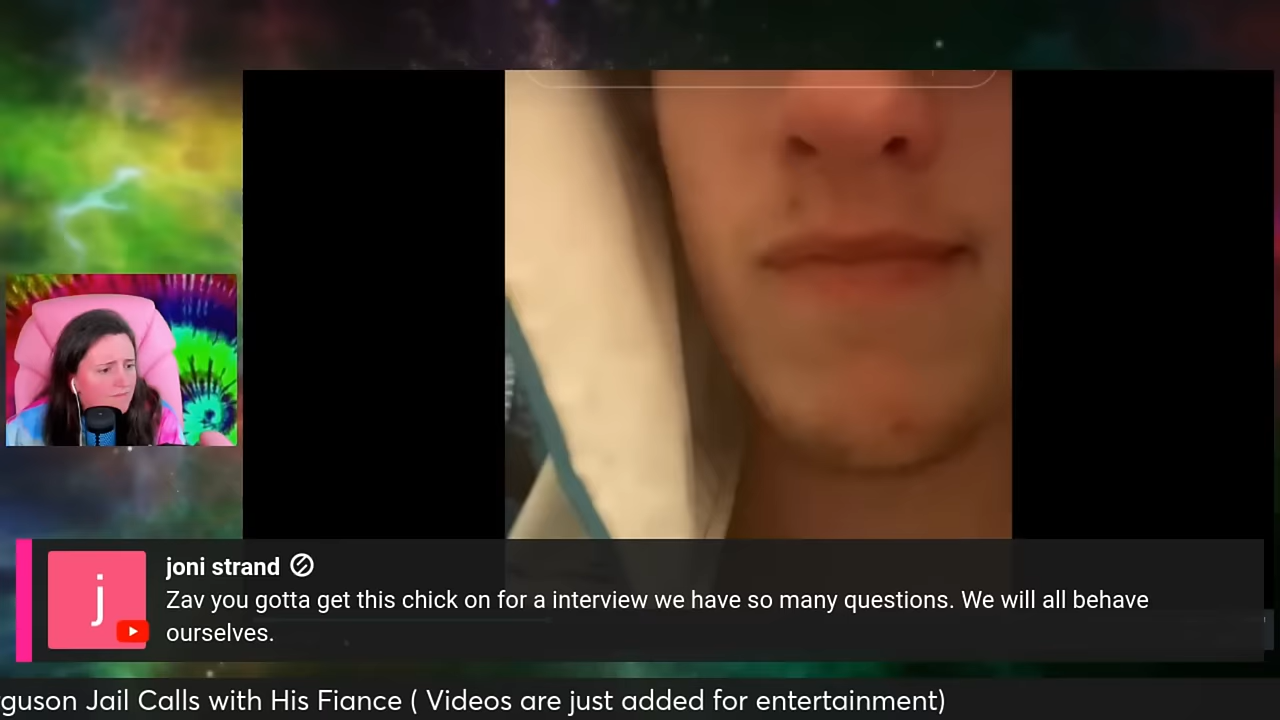 j
joni strand
Zav you gotta get this chick on for a interview we have so many questions. We will all behave
ourselves.
guson Jail Calls with His Fiance ( Videos are just added for entertainment)